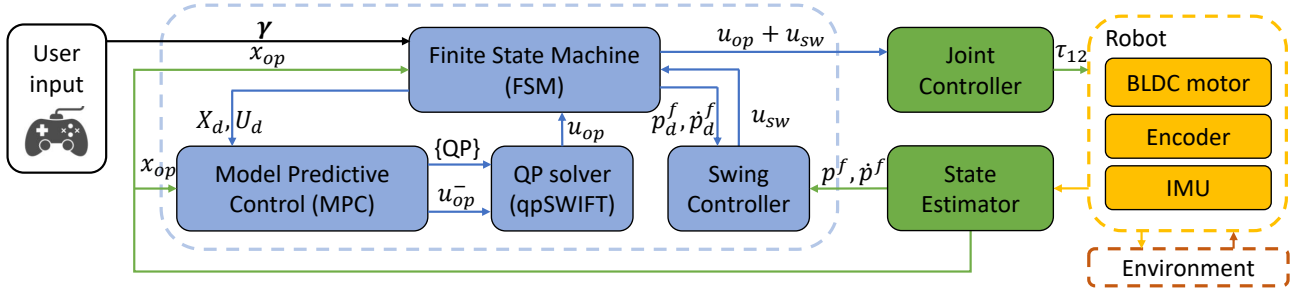 User
input
γ
x_op
Finite State Machine
(FSM)
u_op + u_sw
Joint
Controller
τ_12
Robot
BLDC motor
Encoder
IMU
X_d, U_d
u_op
p_d^f, ṗ_d^f
u_sw
x_op
Model Predictive
Control (MPC)
{QP}
u_op^-
QP solver
(qpSWIFT)
Swing
Controller
p^f, ṗ^f
State
Estimator
Environment